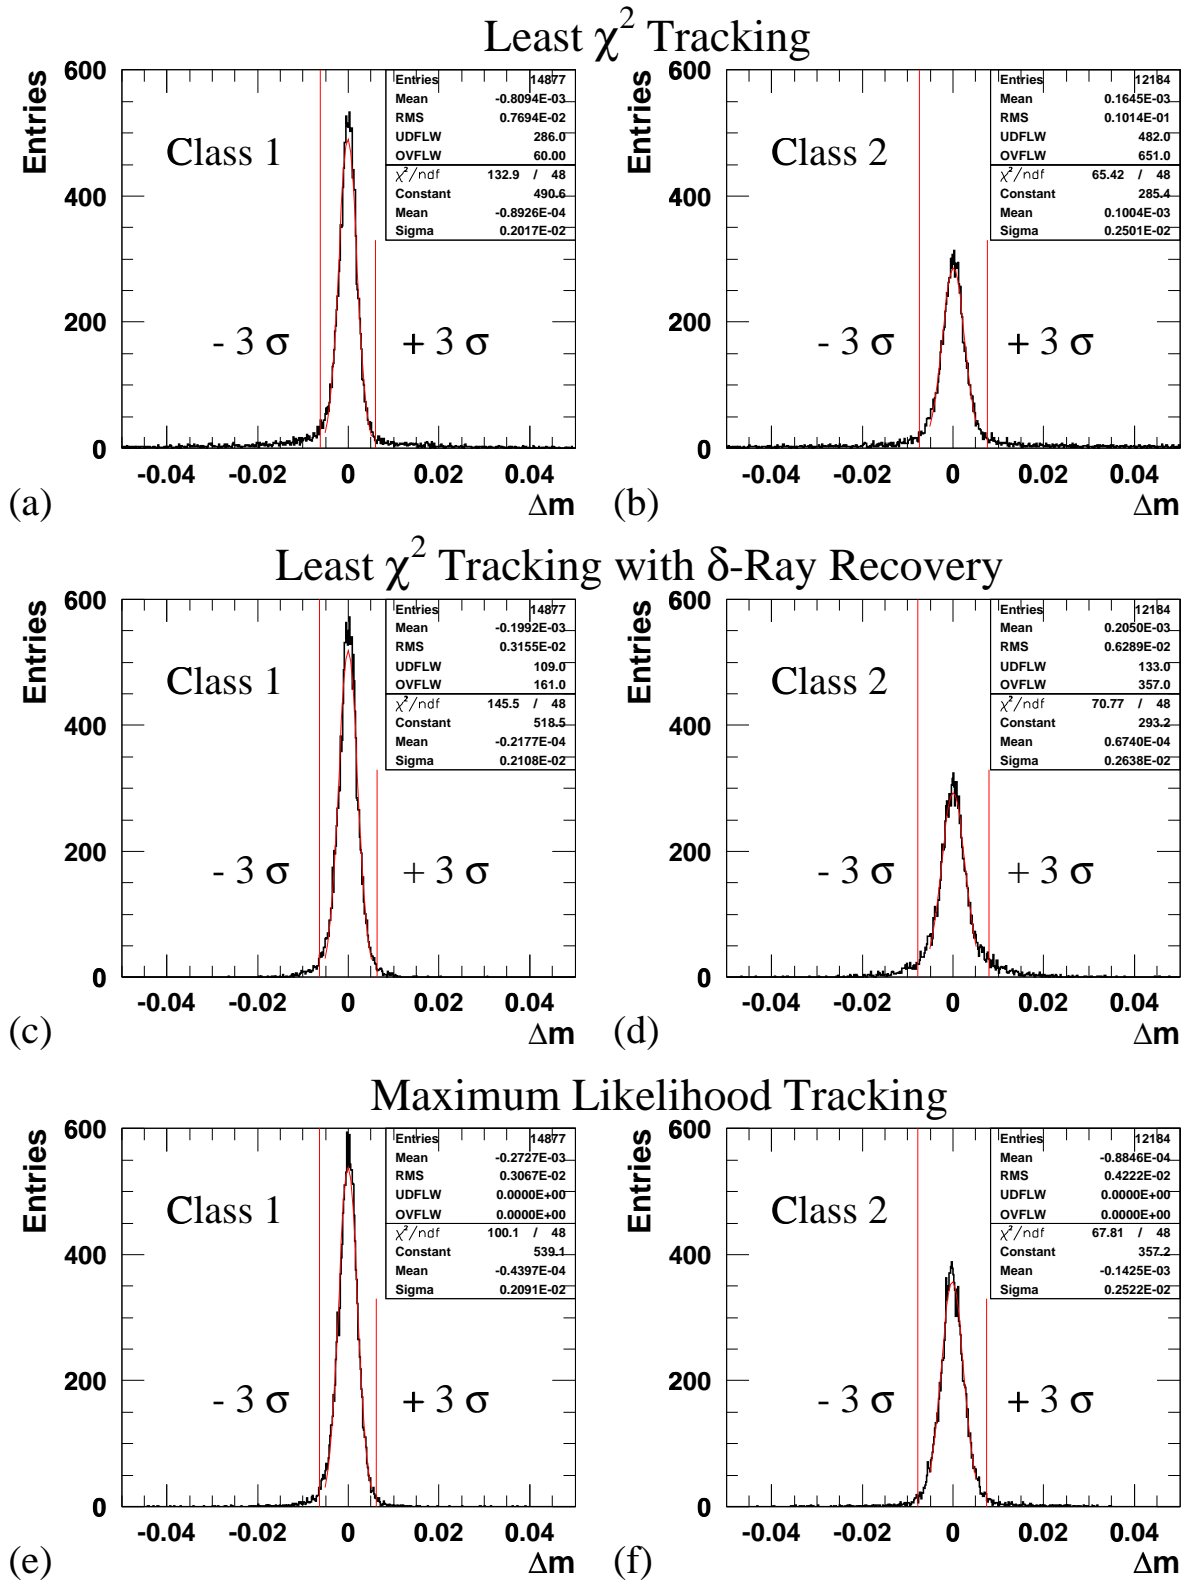 Least χ² Tracking
Entries
600
400
200
0
Class 1
- 3 σ
+ 3 σ
Entries 14877
Mean -0.8094E-03
RMS 0.7694E-02
UDFLW 286.0
OVFLW 60.00
χ²/ndf 132.9 / 48
Constant 490.6
Mean -0.8926E-04
Sigma 0.2017E-02
-0.04 -0.02 0 0.02 0.04
(a) Δm
Entries
600
400
200
0
Class 2
- 3 σ
+ 3 σ
Entries 12184
Mean 0.1645E-03
RMS 0.1014E-01
UDFLW 482.0
OVFLW 651.0
χ²/ndf 65.42 / 48
Constant 285.4
Mean 0.1004E-03
Sigma 0.2501E-02
-0.04 -0.02 0 0.02 0.04
(b) Δm
Least χ² Tracking with δ-Ray Recovery
Entries
600
400
200
0
Class 1
- 3 σ
+ 3 σ
Entries 14877
Mean -0.1992E-03
RMS 0.3155E-02
UDFLW 109.0
OVFLW 161.0
χ²/ndf 145.5 / 48
Constant 518.5
Mean -0.2177E-04
Sigma 0.2108E-02
-0.04 -0.02 0 0.02 0.04
(c) Δm
Entries
600
400
200
0
Class 2
- 3 σ
+ 3 σ
Entries 12184
Mean 0.2050E-03
RMS 0.6289E-02
UDFLW 133.0
OVFLW 357.0
χ²/ndf 70.77 / 48
Constant 293.2
Mean 0.6740E-04
Sigma 0.2638E-02
-0.04 -0.02 0 0.02 0.04
(d) Δm
Maximum Likelihood Tracking
Entries
600
400
200
0
Class 1
- 3 σ
+ 3 σ
Entries 14877
Mean -0.2727E-03
RMS 0.3067E-02
UDFLW 0.0000E+00
OVFLW 0.0000E+00
χ²/ndf 100.1 / 48
Constant 539.1
Mean -0.4397E-04
Sigma 0.2091E-02
-0.04 -0.02 0 0.02 0.04
(e) Δm
Entries
600
400
200
0
Class 2
- 3 σ
+ 3 σ
Entries 12184
Mean -0.8846E-04
RMS 0.4222E-02
UDFLW 0.0000E+00
OVFLW 0.0000E+00
χ²/ndf 67.81 / 48
Constant 357.2
Mean -0.1425E-03
Sigma 0.2522E-02
-0.04 -0.02 0 0.02 0.04
(f) Δm